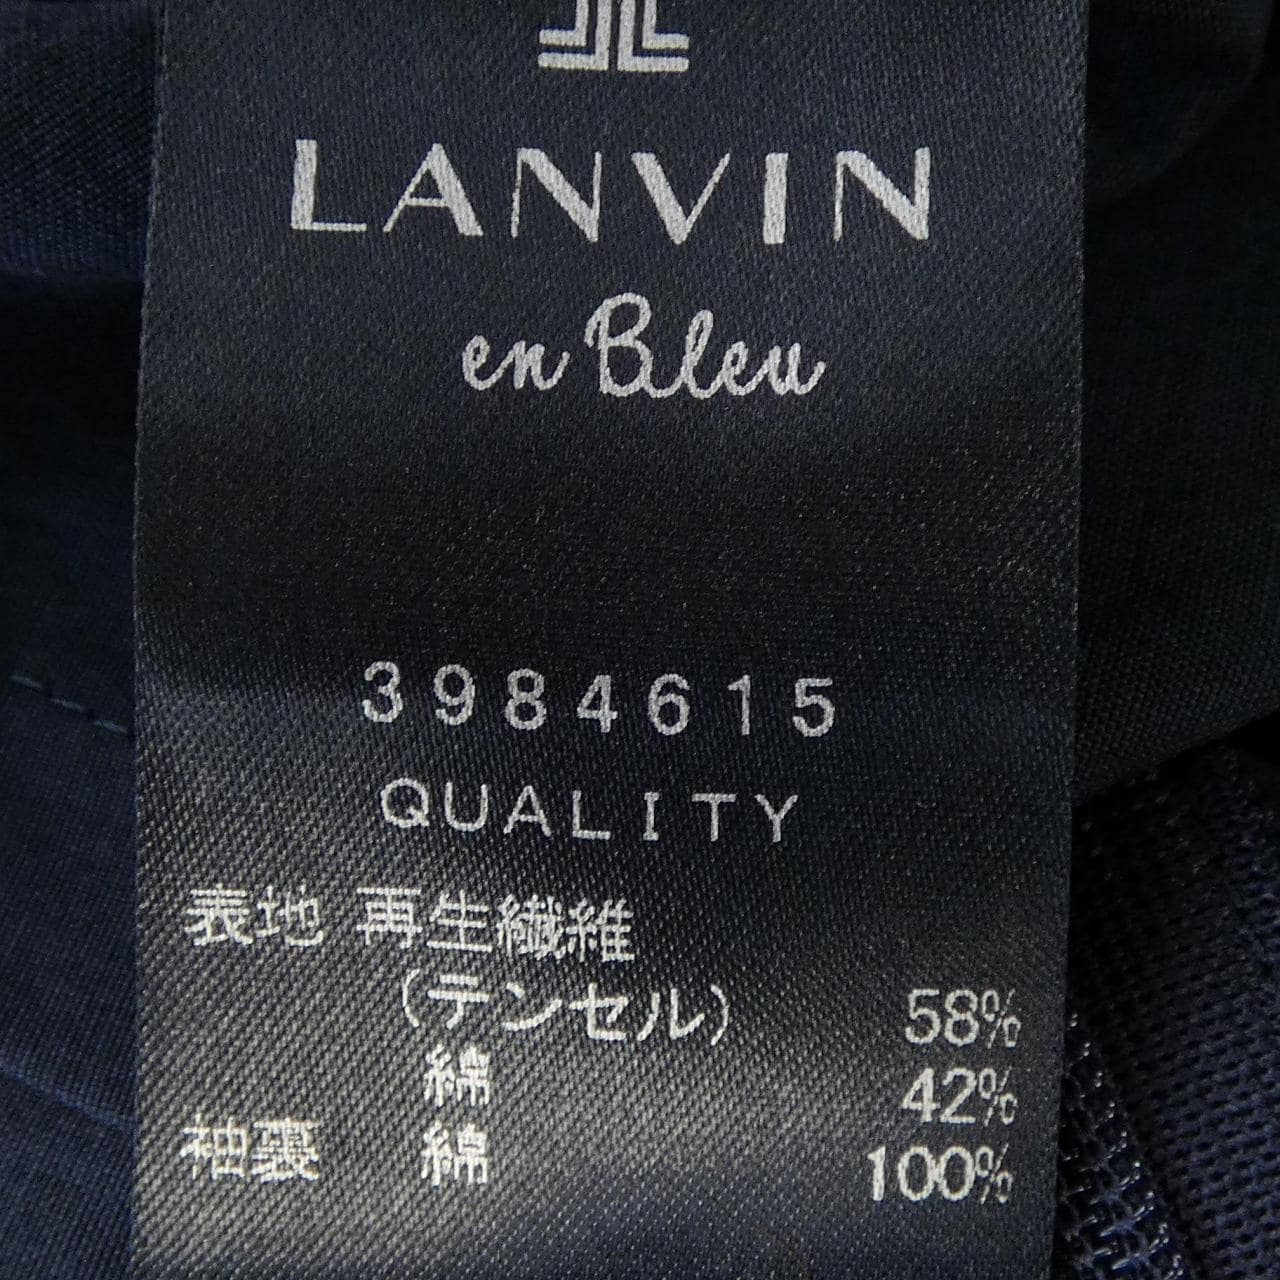 LANVIN
en Bleu
3984615
QUALITY
表地 再生繊維
(テンセル) 58%
綿 42%
袖裏 綿 100%